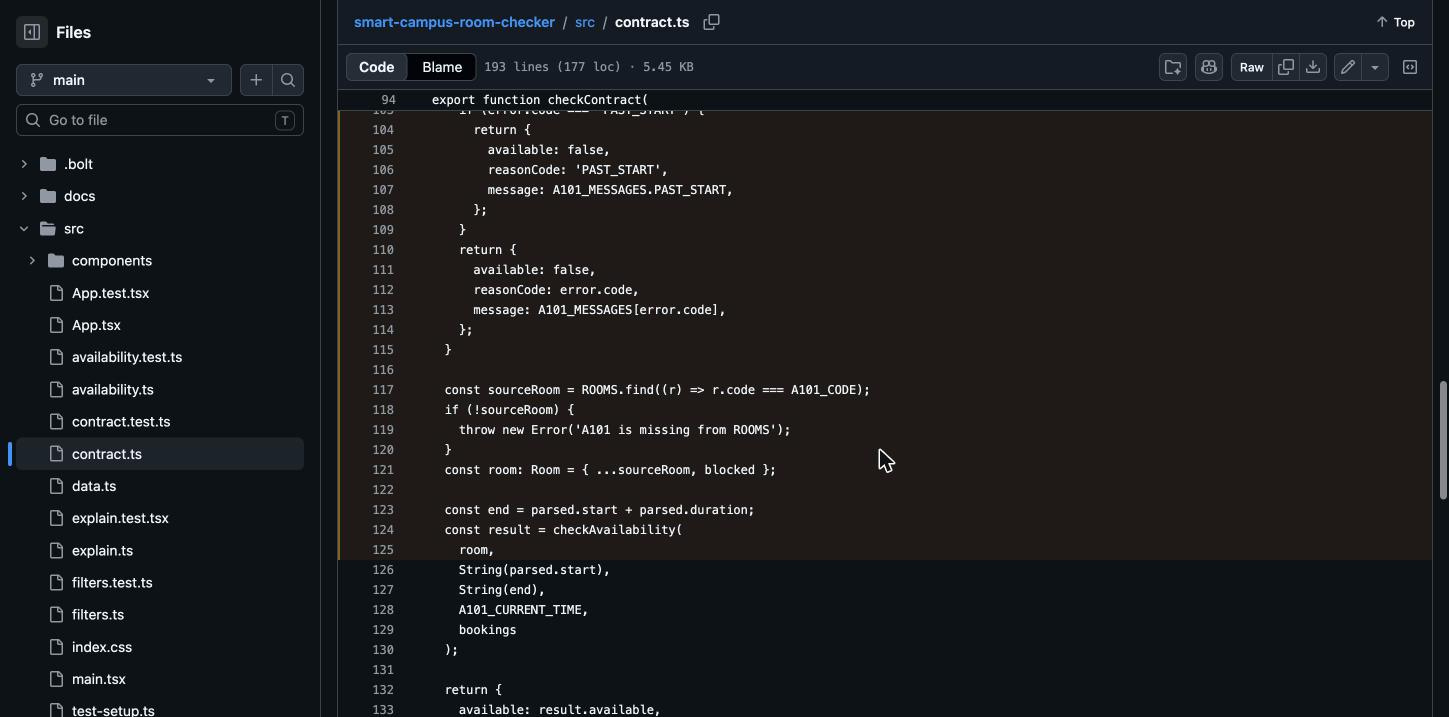 Files
main
Go to file
T
.bolt
docs
src
components
App.test.tsx
App.tsx
availability.test.ts
availability.ts
contract.test.ts
contract.ts
data.ts
explain.test.tsx
explain.ts
filters.test.ts
filters.ts
index.css
main.tsx
test-setup.ts
smart-campus-room-checker / src / contract.ts
Top
Code Blame 193 lines (177 loc) · 5.45 KB
Raw
94 export function checkContract(
103 if (error.code === 'PAST_START') {
104 return {
105 available: false,
106 reasonCode: 'PAST_START',
107 message: A101_MESSAGES.PAST_START,
108 };
109 }
110 return {
111 available: false,
112 reasonCode: error.code,
113 message: A101_MESSAGES[error.code],
114 };
115 }
116
117 const sourceRoom = ROOMS.find((r) => r.code === A101_CODE);
118 if (!sourceRoom) {
119 throw new Error('A101 is missing from ROOMS');
120 }
121 const room: Room = { ...sourceRoom, blocked };
122
123 const end = parsed.start + parsed.duration;
124 const result = checkAvailability(
125 room,
126 String(parsed.start),
127 String(end),
128 A101_CURRENT_TIME,
129 bookings
130 );
131
132 return {
133 available: result.available,